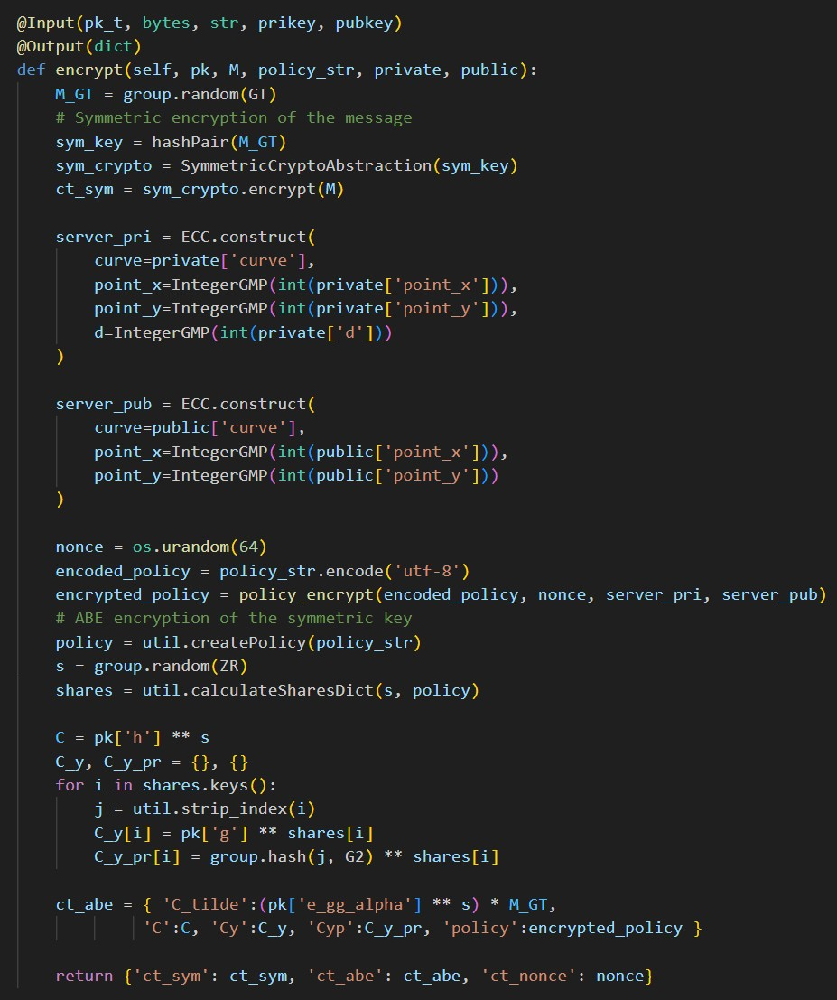 @Input(pk_t, bytes, str, prikey, pubkey)
@Output(dict)
def encrypt(self, pk, M, policy_str, private, public):
    M_GT = group.random(GT)
    # Symmetric encryption of the message
    sym_key = hashPair(M_GT)
    sym_crypto = SymmetricCryptoAbstraction(sym_key)
    ct_sym = sym_crypto.encrypt(M)

    server_pri = ECC.construct(
        curve=private['curve'],
        point_x=IntegerGMP(int(private['point_x'])),
        point_y=IntegerGMP(int(private['point_y'])),
        d=IntegerGMP(int(private['d']))
    )

    server_pub = ECC.construct(
        curve=public['curve'],
        point_x=IntegerGMP(int(public['point_x'])),
        point_y=IntegerGMP(int(public['point_y']))
    )

    nonce = os.urandom(64)
    encoded_policy = policy_str.encode('utf-8')
    encrypted_policy = policy_encrypt(encoded_policy, nonce, server_pri, server_pub)
    # ABE encryption of the symmetric key
    policy = util.createPolicy(policy_str)
    s = group.random(ZR)
    shares = util.calculateSharesDict(s, policy)

    C = pk['h'] ** s
    C_y, C_y_pr = {}, {}
    for i in shares.keys():
        j = util.strip_index(i)
        C_y[i] = pk['g'] ** shares[i]
        C_y_pr[i] = group.hash(j, G2) ** shares[i]

    ct_abe = { 'C_tilde':(pk['e_gg_alpha'] ** s) * M_GT,
             'C':C, 'Cy':C_y, 'Cyp':C_y_pr, 'policy':encrypted_policy }

    return {'ct_sym': ct_sym, 'ct_abe': ct_abe, 'ct_nonce': nonce}